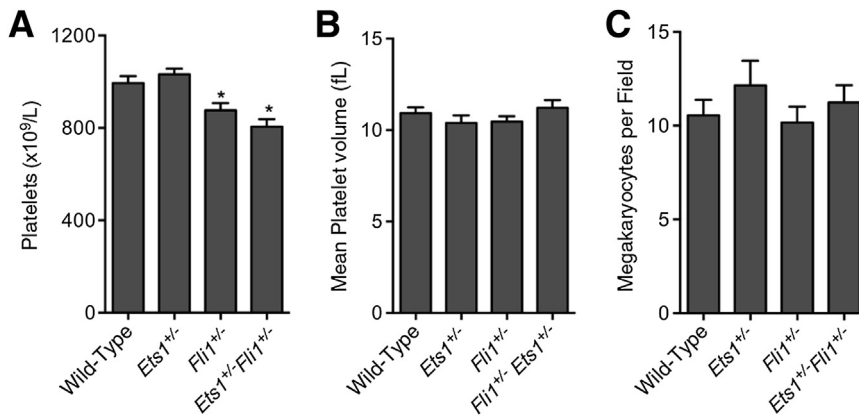 A
Platelets (x10⁹/L)
1200
800
400
0
*
*
Wild-Type
Ets1+/-
Fli1+/-
Ets1+/-Fli1+/-
B
Mean Platelet volume (fL)
15
10
5
0
Wild-Type
Ets1+/-
Fli1+/-
Fli1+/- Ets1+/-
C
Megakaryocytes per Field
15
10
5
0
Wild-Type
Ets1+/-
Fli1+/-
Ets1+/-Fli1+/-